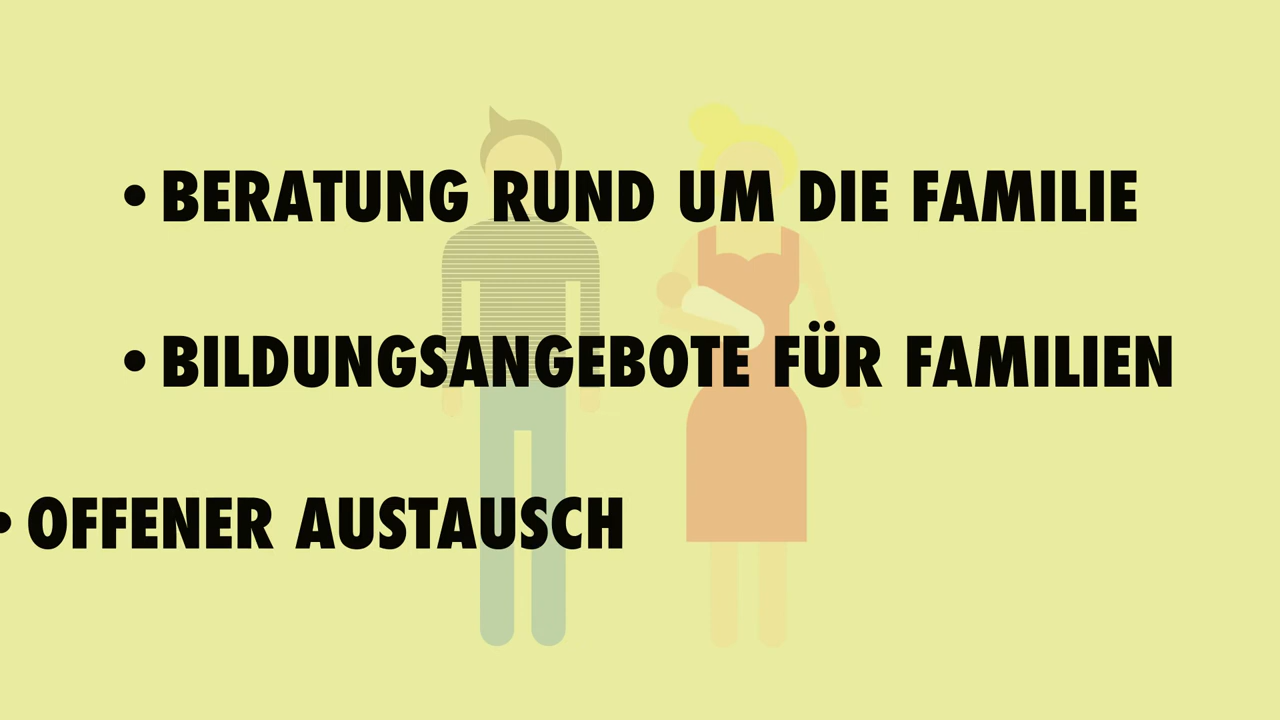 • BERATUNG RUND UM DIE FAMILIE
• BILDUNGSANGEBOTE FÜR FAMILIEN
• OFFENER AUSTAUSCH